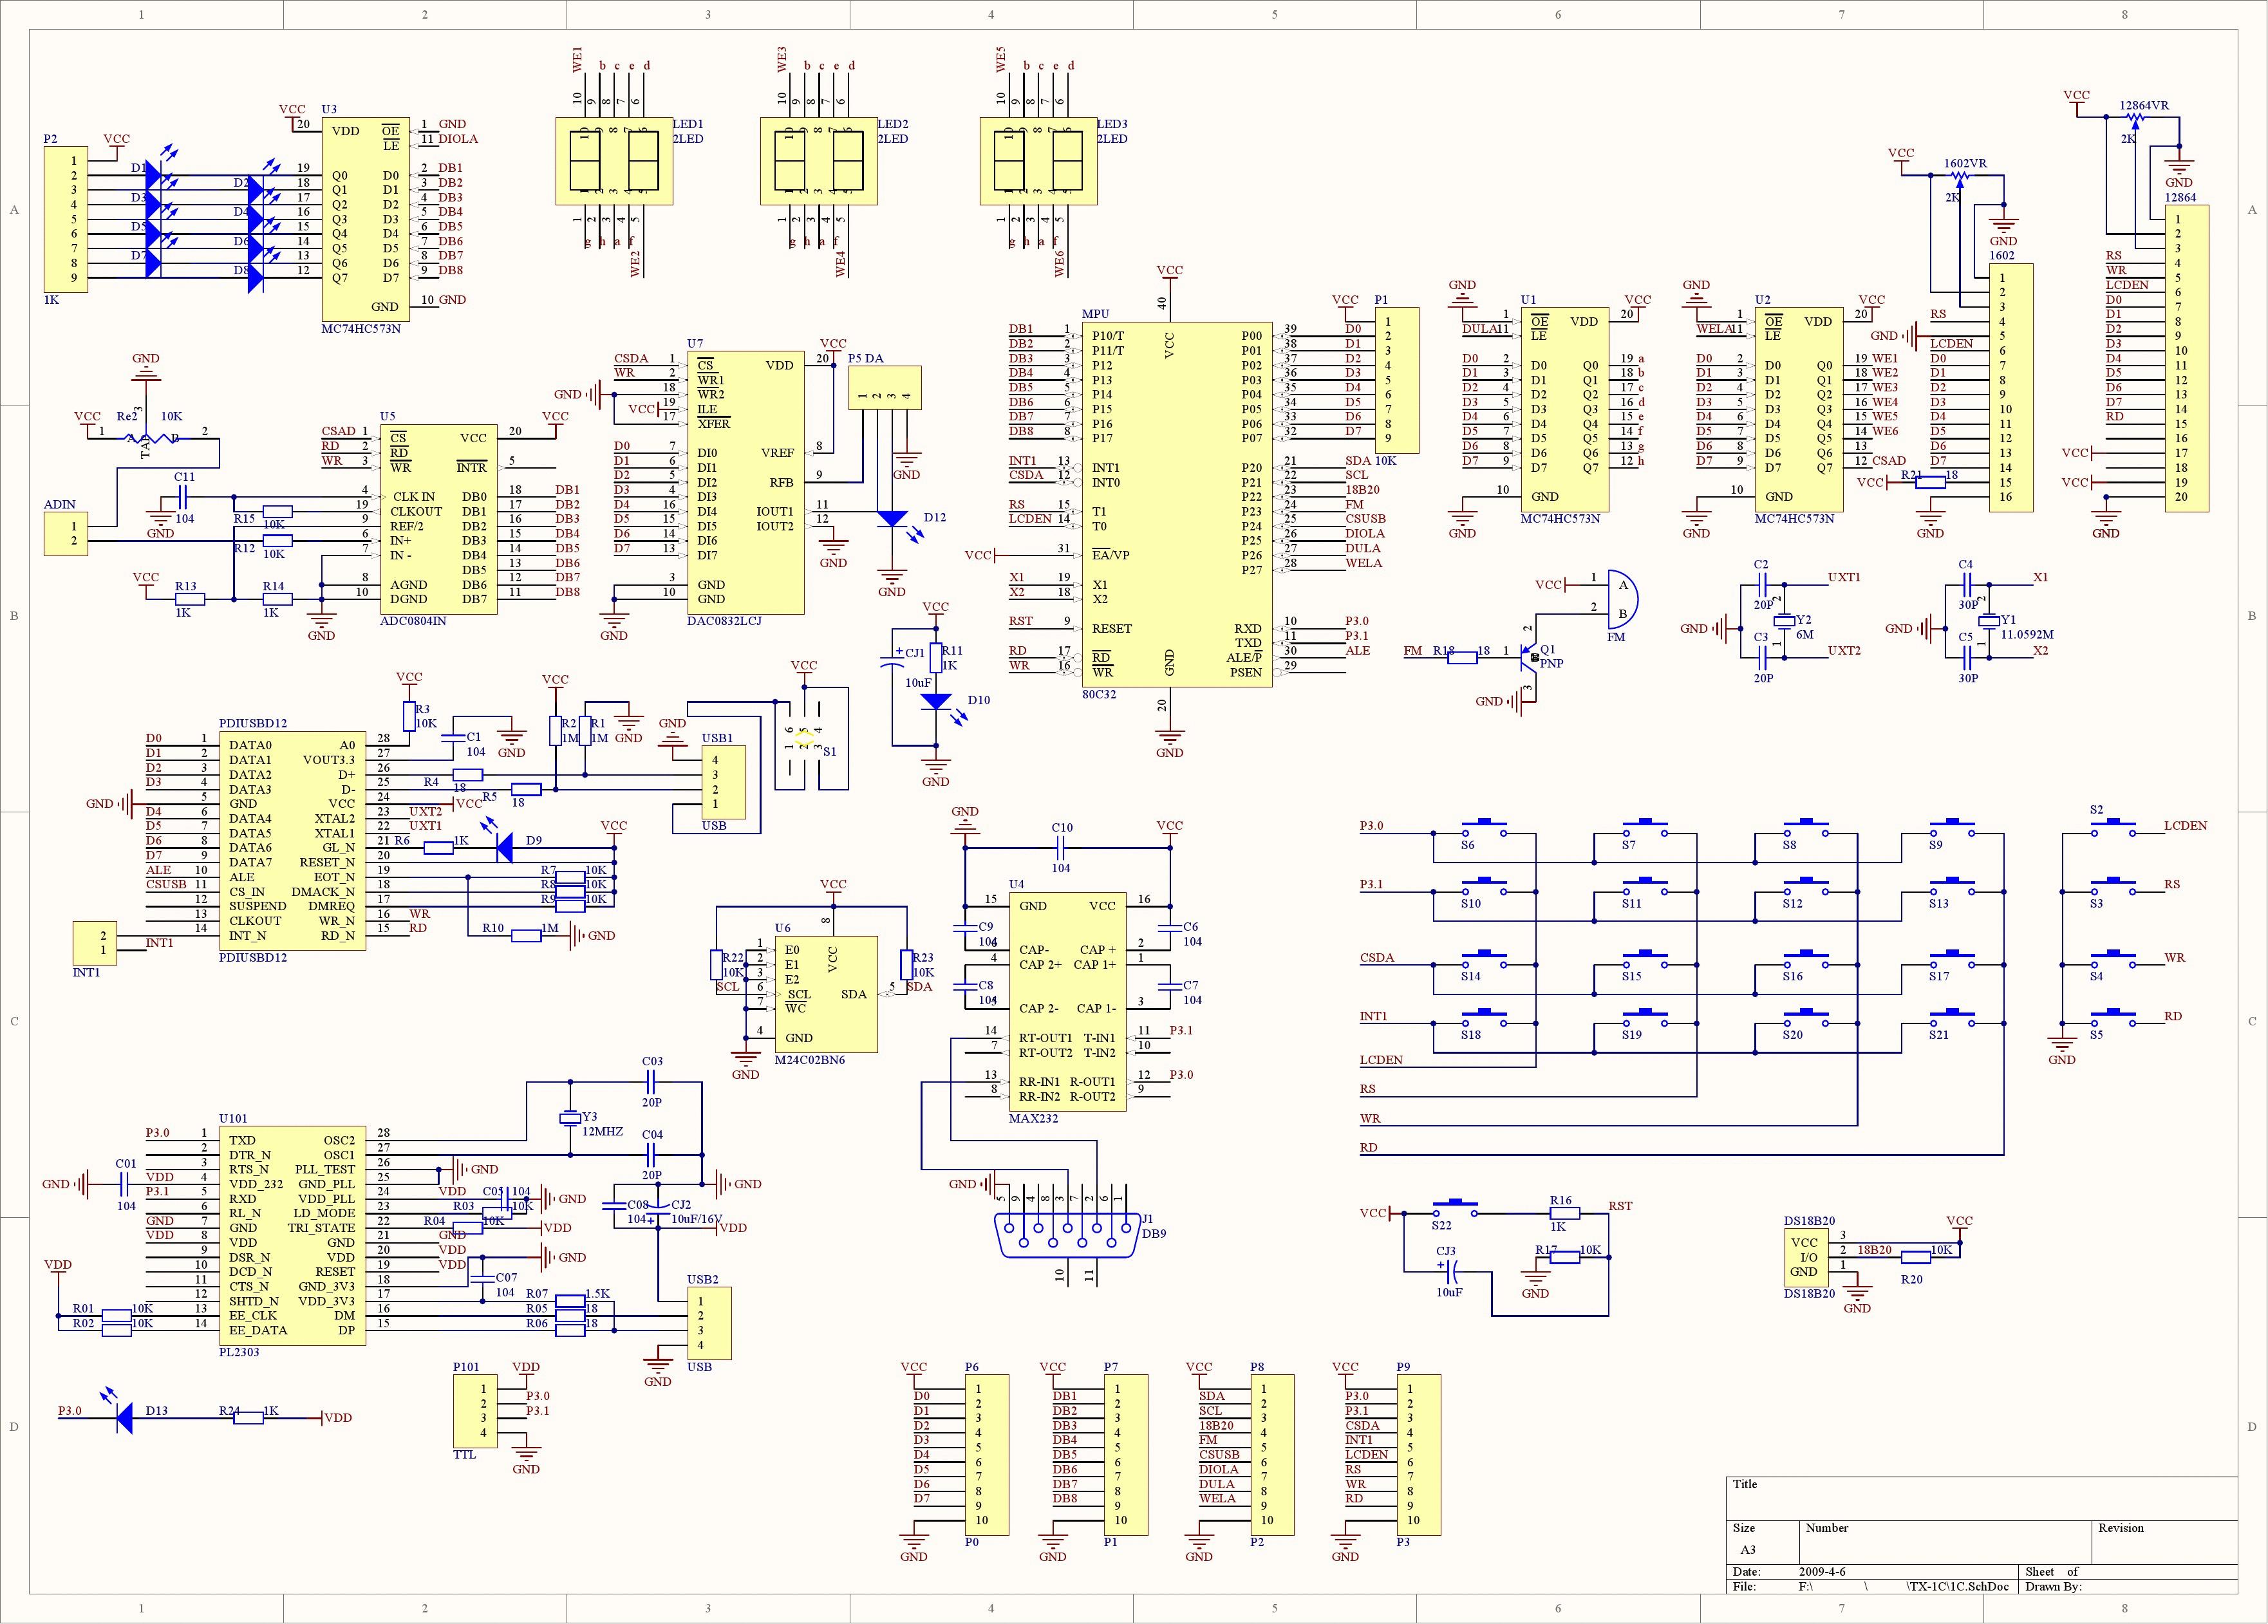 1 2 3 4 5 6 7 8
A
B
C
D
P2
VCC
1
2
3
4
5
6
7
8
9
1K
D1
D2
D3
D4
D5
D6
D7
D8
VCC
U3
20 VDD OE 1 GND
LE 11 DIOLA
19 Q0 D0 2 DB1
18 Q1 D1 3 DB2
17 Q2 D2 4 DB3
16 Q3 D3 5 DB4
15 Q4 D4 6 DB5
14 Q5 D5 7 DB6
13 Q6 D6 8 DB7
12 Q7 D7 9 DB8
GND 10 GND
MC74HC573N
WE1 b c e d
10 9 8 7 6
LED1
2LED
1 2 3 4 5
g h a f WE2
WE3 b c e d
10 9 8 7 6
LED2
2LED
1 2 3 4 5
g h a f WE4
WE5 b c e d
10 9 8 7 6
LED3
2LED
1 2 3 4 5
g h a f WE6
GND
VCC Re2 10K
1 A TAP B 2
3
C11
104
GND
ADIN
1
2
R15 10K
R12 10K
VCC
R13 1K
R14 1K
GND
U5
VCC
CSAD 1 CS VCC 20
RD 2 RD
WR 3 WR INTR 5
4 CLK IN DB0 18 DB1
19 CLKOUT DB1 17 DB2
9 REF/2 DB2 16 DB3
6 IN+ DB3 15 DB4
7 IN - DB4 14 DB5
DB5 13 DB6
8 AGND DB6 12 DB7
10 DGND DB7 11 DB8
ADC0804IN
U7
VCC
CSDA 1 CS VDD 20
WR 2 WR1
GND 18 WR2
VCC 19 ILE
17 XFER
D0 7 DI0 VREF 8
D1 6 DI1
D2 5 DI2 RFB 9
D3 4 DI3
D4 16 DI4 IOUT1 11
D5 15 DI5 IOUT2 12
D6 14 DI6
D7 13 DI7
3 GND
10 GND
GND
DAC0832LCJ
P5 DA
1 2 3 4
GND
D12
GND
GND
VCC
CJ1
10uF
R11
1K
D10
GND
VCC
40
MPU
DB1 1 P10/T P00 39 D0
DB2 2 P11/T P01 38 D1
DB3 3 P12 P02 37 D2
DB4 4 P13 P03 36 D3
DB5 5 P14 P04 35 D4
DB6 6 P15 P05 34 D5
DB7 7 P16 P06 33 D6
DB8 8 P17 P07 32 D7
INT1 13 INT1 P20 21 SDA
CSDA 12 INT0 P21 22 SCL
P22 23 18B20
RS 15 T1 P23 24 FM
LCDEN 14 T0 P24 25 CSUSB
P25 26 DIOLA
VCC 31 EA/VP P26 27 DULA
P27 28 WELA
X1 19 X1
X2 18 X2
RST 9 RESET RXD 10 P3.0
TXD 11 P3.1
RD 17 RD ALE/P 30 ALE
WR 16 WR PSEN 29
VCC
GND
80C32
20
GND
VCC P1
1
2
3
4
5
6
7
8
9
10K
GND
U1
VCC
1 OE VDD 20
DULA 11 LE
D0 2 D0 Q0 19 a
D1 3 D1 Q1 18 b
D2 4 D2 Q2 17 c
D3 5 D3 Q3 16 d
D4 6 D4 Q4 15 e
D5 7 D5 Q5 14 f
D6 8 D6 Q6 13 g
D7 9 D7 Q7 12 h
10 GND
GND
MC74HC573N
GND
U2
VCC
1 OE VDD 20
WELA 11 LE
D0 2 D0 Q0 19 WE1
D1 3 D1 Q1 18 WE2
D2 4 D2 Q2 17 WE3
D3 5 D3 Q3 16 WE4
D4 6 D4 Q4 15 WE5
D5 7 D5 Q5 14 WE6
D6 8 D6 Q6 13
D7 9 D7 Q7 12 CSAD
10 GND
GND
MC74HC573N
VCC
1602VR
2K
GND
1602
1
2
3
RS 4
GND 5
LCDEN 6
D0 7
D1 8
D2 9
D3 10
D4 11
D5 12
D6 13
D7 14
VCC R21 18 15
16
GND
VCC
12864VR
2K
GND
12864
1
2
3
RS 4
WR 5
LCDEN 6
D0 7
D1 8
D2 9
D3 10
D4 11
D5 12
D6 13
D7 14
RD 15
16
VCC 17
18
VCC 19
20
GND
VCC 1 A
2 B
FM
FM R18 18 1 2 Q1
PNP
3
GND
C2
20P
UXT1
GND
2
Y2
6M
1
C3
20P
UXT2
C4
30P
X1
GND
2
Y1
11.0592M
1
C5
30P
X2
PDIUSBD12
D0 1 DATA0 A0 28
D1 2 DATA1 VOUT3.3 27
D2 3 DATA2 D+ 26
D3 4 DATA3 D- 25
GND 5 GND VCC 24 VCC
D4 6 DATA4 XTAL2 23 UXT2
D5 7 DATA5 XTAL1 22 UXT1
D6 8 DATA6 GL_N 21
D7 9 DATA7 RESET_N 20
ALE 10 ALE EOT_N 19
CSUSB 11 CS_IN DMACK_N 18
12 SUSPEND DMREQ 17
13 CLKOUT WR_N 16 WR
14 INT_N RD_N 15 RD
PDIUSBD12
2
1 INT1
INT1
VCC
R3
10K
C1
104
GND
VCC
R2
1M
R1
1M
GND
R4 18
R5 18
R6 1K
D9
VCC
R7 10K
R8 10K
R9 10K
R10 1M
GND
GND
USB1
4
3
2
1
USB
VCC
6 5 4
1 2 3
S1
VCC
8
U6
R22
10K
SCL
1 E0
2 E1
3 E2
6 SCL SDA 5
7 WC
4 GND
VCC
R23
10K
SDA
M24C02BN6
GND
GND
C10
104
VCC
U4
15 GND VCC 16
C9
104
C6
104
6 CAP- CAP + 2
4 CAP 2+ CAP 1+ 1
C8
104
C7
104
5 CAP 2- CAP 1- 3
14 RT-OUT1 T-IN1 11 P3.1
7 RT-OUT2 T-IN2 10
13 RR-IN1 R-OUT1 12 P3.0
8 RR-IN2 R-OUT2 9
MAX232
GND
5 9 4 8 3 7 2 6 1
J1
DB9
10 11
P3.0
S6
S7
S8
S9
P3.1
S10
S11
S12
S13
CSDA
S14
S15
S16
S17
INT1
S18
S19
S20
S21
LCDEN
RS
WR
RD
S2
LCDEN
S3
RS
S4
WR
S5
RD
GND
U101
P3.0 1 TXD OSC2 28
2 DTR_N OSC1 27
3 RTS_N PLL_TEST 26
VDD 4 VDD_232 GND_PLL 25
P3.1 5 RXD VDD_PLL 24 VDD
6 RL_N LD_MODE 23
GND 7 GND TRI_STATE 22
VDD 8 VDD GND 21 GND
9 DSR_N VDD 20 VDD
10 DCD_N RESET 19 VDD
11 CTS_N GND_3V3 18
12 SHTD_N VDD_3V3 17
13 EE_CLK DM 16
14 EE_DATA DP 15
PL2303
GND
C01
104
VDD
R01 10K
R02 10K
Y3
12MHZ
C03
20P
C04
20P
GND
GND
C05 104
GND
R03 10K
R04 10K
VDD
GND
C07
104
C08
104
CJ2
10uF/16V
VDD
R07 1.5K
R05 18
R06 18
USB2
1
2
3
4
USB
GND
P3.0
D13
R24 1K
VDD
P101
VDD
1
2 P3.0
3 P3.1
4
GND
TTL
VCC S22
CJ3
10uF
R16
1K
RST
R17 10K
GND
DS18B20
VCC 3
I/O 2 18B20
GND 1
DS18B20
VCC
10K
R20
GND
VCC P6
1
D0 2
D1 3
D2 4
D3 5
D4 6
D5 7
D6 8
D7 9
10
GND P0
VCC P7
1
DB1 2
DB2 3
DB3 4
DB4 5
DB5 6
DB6 7
DB7 8
DB8 9
10
GND P1
VCC P8
1
SDA 2
SCL 3
18B20 4
FM 5
CSUSB 6
DIOLA 7
DULA 8
WELA 9
10
GND P2
VCC P9
1
P3.0 2
P3.1 3
CSDA 4
INT1 5
LCDEN 6
RS 7
WR 8
RD 9
10
GND P3
Title
Size
A3
Number
Revision
Date: 2009-4-6 Sheet of
File: F:\ \ \TX-1C\1C.SchDoc Drawn By:
A
B
C
D
1 2 3 4 5 6 7 8